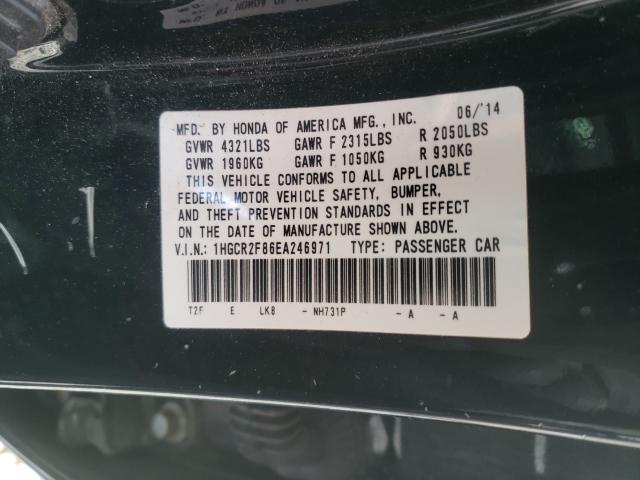 MFD. BY HONDA OF AMERICA MFG., INC. 06/'14
GVWR 4321LBS GAWR F 2315LBS R 2050LBS
GVWR 1960KG GAWR F 1050KG R 930KG
THIS VEHICLE CONFORMS TO ALL APPLICABLE
FEDERAL MOTOR VEHICLE SAFETY, BUMPER,
AND THEFT PREVENTION STANDARDS IN EFFECT
ON THE DATE OF MANUFACTURE SHOWN ABOVE.
V.I.N.: 1HGCR2F86EA246971 TYPE: PASSENGER CAR
T2F E LK8 - NH731P - A - A